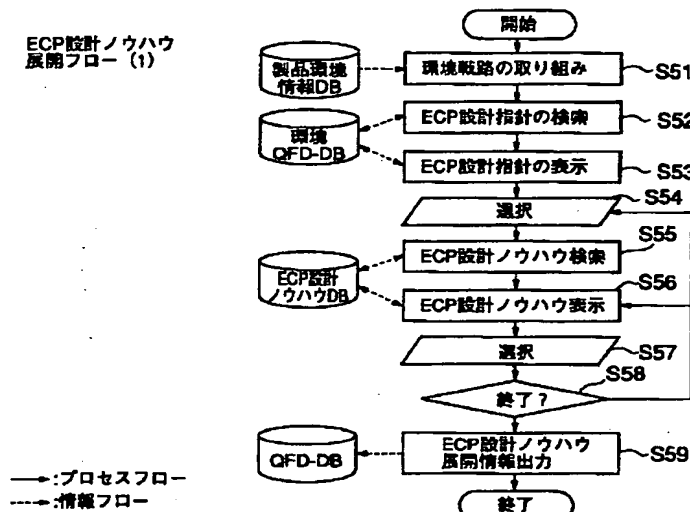 ECP設計ノウハウ
展開フロー（1）
開始
製品環境
情報DB
環境戦略の取り組み
S51
環境
QFD-DB
ECP設計指針の検索
S52
ECP設計指針の表示
S53
選択
S54
ECP設計
ノウハウDB
ECP設計ノウハウ検索
S55
ECP設計ノウハウ表示
S56
選択
S57
終了？
S58
QFD-DB
ECP設計ノウハウ
展開情報出力
S59
終了
:プロセスフロー
:情報フロー